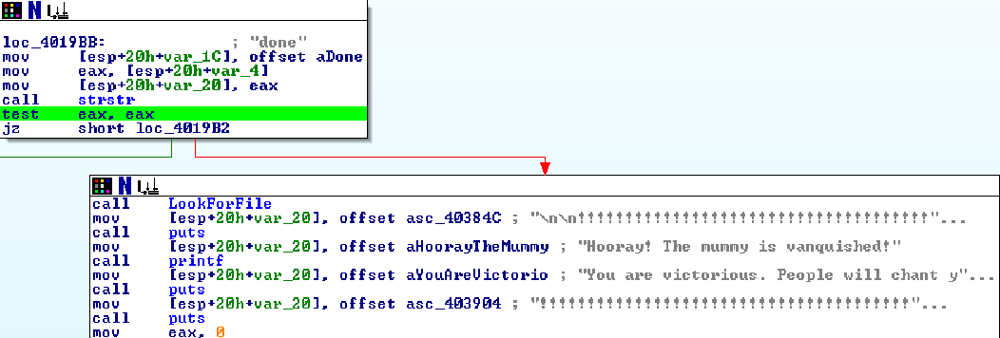 N
loc_4019BB: ; "done"
mov [esp+20h+var_1C], offset aDone
mov eax, [esp+20h+var_4]
mov [esp+20h+var_20], eax
call strstr
test eax, eax
jz short loc_4019B2
N
call LookForFile
mov [esp+20h+var_20], offset asc_40384C ; "\n\n!!!!!!!!!!!!!!!!!!!!!!!!!!!!!!!!!!!!!"...
call puts
mov [esp+20h+var_20], offset aHoorayTheMummy ; "Hooray! The mummy is vanquished!"
call printf
mov [esp+20h+var_20], offset aYouAreVictorio ; "You are victorious. People will chant y"...
call puts
mov [esp+20h+var_20], offset asc_403904 ; "!!!!!!!!!!!!!!!!!!!!!!!!!!!!!!!!!!!!!!!"...
call puts
mov eax, 0